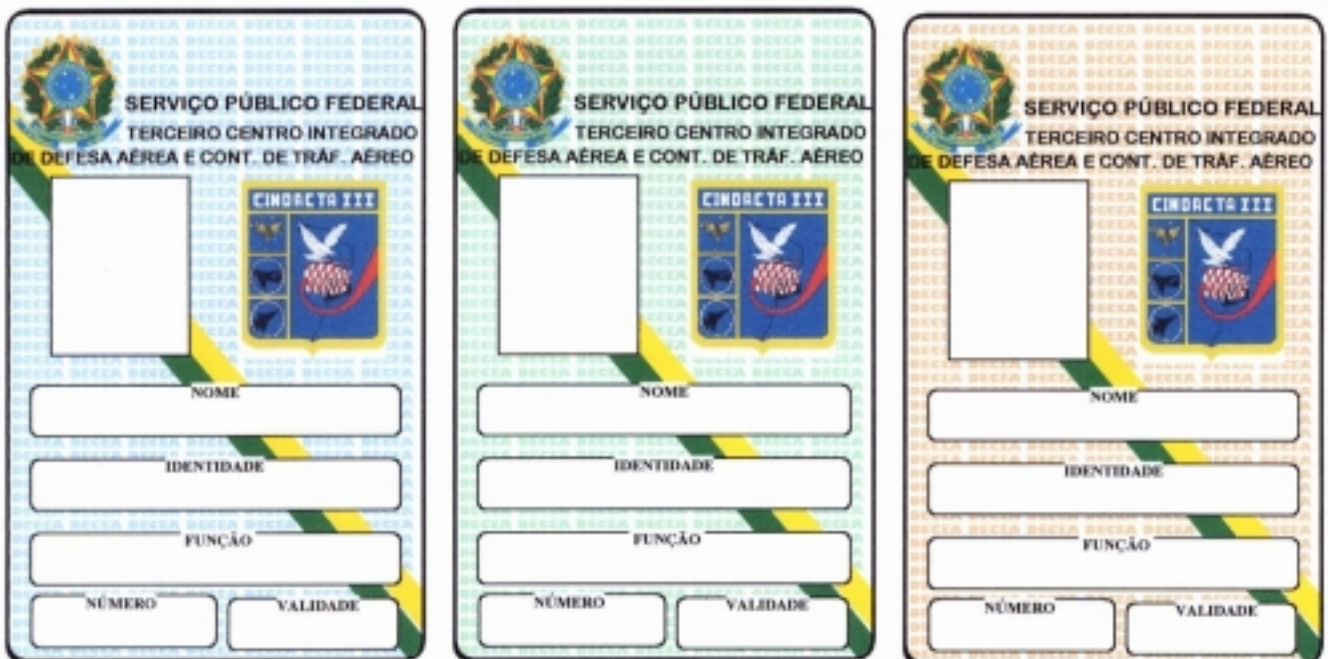 SERVIÇO PÚBLICO FEDERAL
TERCEIRO CENTRO INTEGRADO
DE DEFESA AÉREA E CONT. DE TRÁF. AÉREO
CINDACTA III
NOME
IDENTIDADE
FUNÇÃO
NÚMERO
VALIDADE
SERVIÇO PÚBLICO FEDERAL
TERCEIRO CENTRO INTEGRADO
DE DEFESA AÉREA E CONT. DE TRÁF. AÉREO
CINDACTA III
NOME
IDENTIDADE
FUNÇÃO
NÚMERO
VALIDADE
SERVIÇO PÚBLICO FEDERAL
TERCEIRO CENTRO INTEGRADO
DE DEFESA AÉREA E CONT. DE TRÁF. AÉREO
CINDACTA III
NOME
IDENTIDADE
FUNÇÃO
NÚMERO
VALIDADE